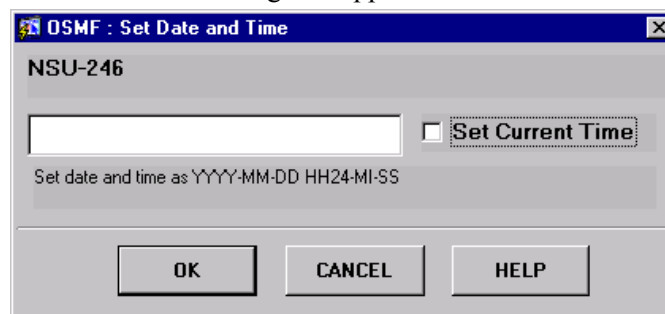 OSMF : Set Date and Time
NSU-246
Set Current Time
Set date and time as YYYY-MM-DD HH24-MI-SS
OK CANCEL HELP